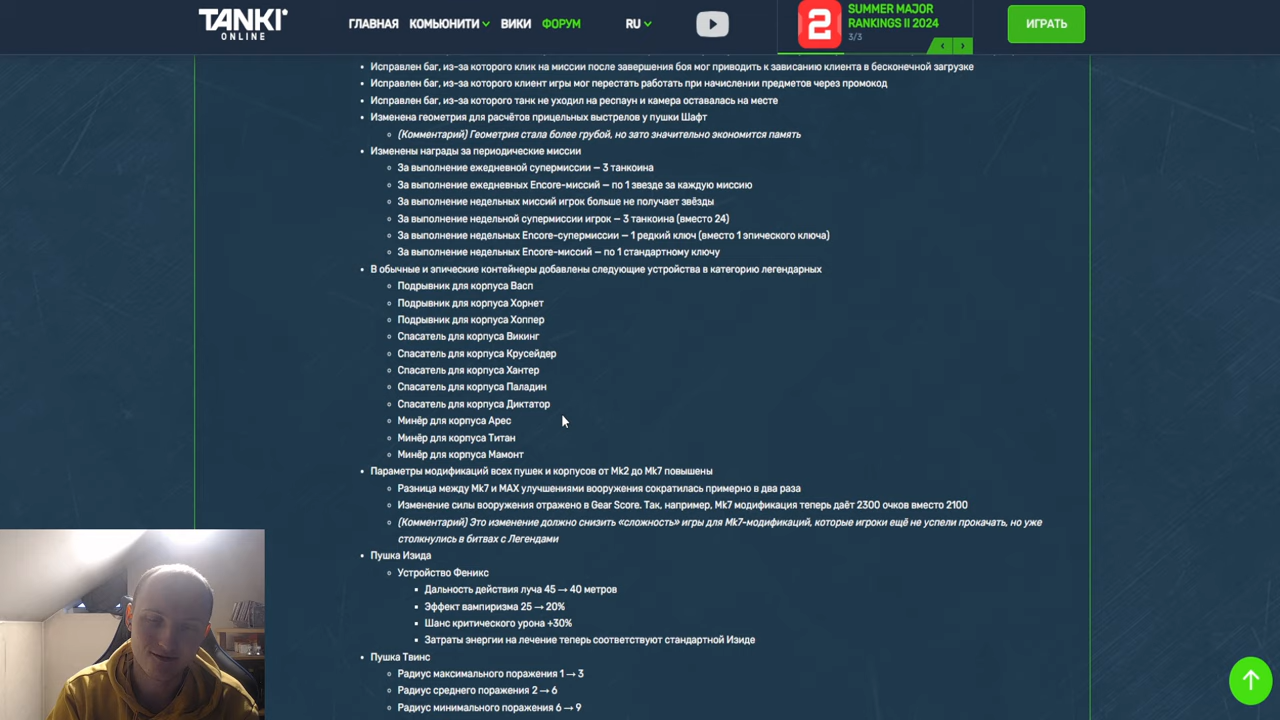 TANKI
ONLINE
ГЛАВНАЯ
КОМЬЮНИТИ
ВИКИ
ФОРУМ
RU
2
SUMMER MAJOR
RANKINGS II 2024
3/3
ИГРАТЬ
Исправлен баг, из-за которого клик на миссии после завершения боя мог приводить к зависанию клиента в бесконечной загрузке
Исправлен баг, из-за которого клиент игры мог перестать работать при начислении предметов через промокод
Исправлен баг, из-за которого танк не уходил на респаун и камера оставалась на месте
Изменена геометрия для расчётов прицельных выстрелов у пушки Шафт
(Комментарий) Геометрия стала более грубой, но зато значительно экономится память
Изменены награды за периодические миссии
За выполнение ежедневной супермиссии — 3 танкоина
За выполнение ежедневных Encore-миссий — по 1 звезде за каждую миссию
За выполнение недельных миссий игрок больше не получает звёзды
За выполнение недельной супермиссии игрок — 3 танкоина (вместо 24)
За выполнение недельных Encore-супермиссии — 1 редкий ключ (вместо 1 эпического ключа)
За выполнение недельных Encore-миссий — по 1 стандартному ключу
В обычные и эпические контейнеры добавлены следующие устройства в категорию легендарных
Подрывник для корпуса Васп
Подрывник для корпуса Хорнет
Подрывник для корпуса Хоппер
Спасатель для корпуса Викинг
Спасатель для корпуса Крусейдер
Спасатель для корпуса Хантер
Спасатель для корпуса Паладин
Спасатель для корпуса Диктатор
Минёр для корпуса Арес
Минёр для корпуса Титан
Минёр для корпуса Мамонт
Параметры модификаций всех пушек и корпусов от Mk2 до Mk7 повышены
Разница между Mk7 и MAX улучшениями вооружения сократилась примерно в два раза
Изменение силы вооружения отражено в Gear Score. Так, например, Mk7 модификация теперь даёт 2300 очков вместо 2100
(Комментарий) Это изменение должно снизить «сложность» игры для Mk7-модификаций, которые игроки ещё не успели прокачать, но уже
столкнулись в битвах с Легендами
Пушка Изида
Устройство Феникс
Дальность действия луча 45 → 40 метров
Эффект вампиризма 25 → 20%
Шанс критического урона +30%
Затраты энергии на лечение теперь соответствуют стандартной Изиде
Пушка Твинс
Радиус максимального поражения 1 → 3
Радиус среднего поражения 2 → 6
Радиус минимального поражения 6 → 9